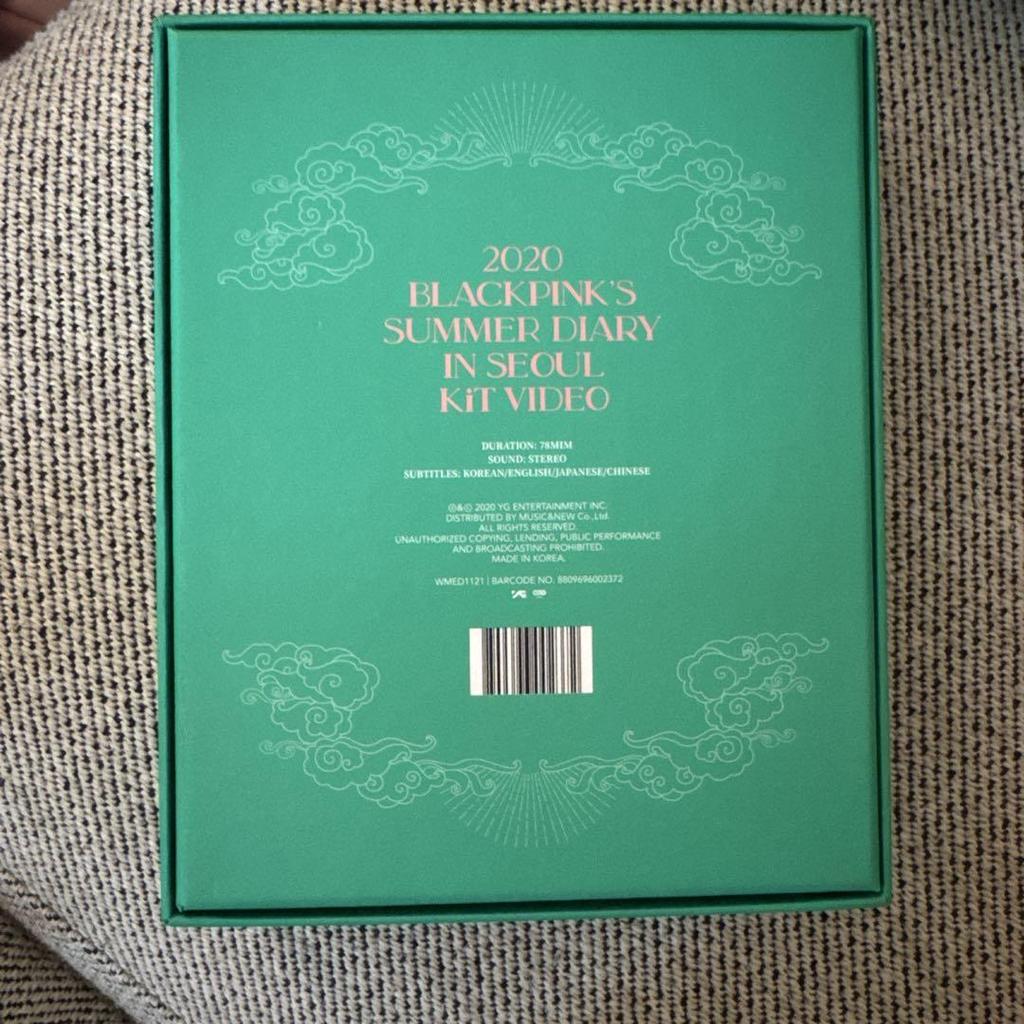 2020
BLACKPINK'S
SUMMER DIARY
IN SEOUL
KiT VIDEO
DURATION: 78MIM
SOUND: STEREO
SUBTITLES: KOREAN/ENGLISH/JAPANESE/CHINESE
Ⓟ&© 2020 YG ENTERTAINMENT INC.
DISTRIBUTED BY MUSIC&NEW Co.,Ltd.
ALL RIGHTS RESERVED.
UNAUTHORIZED COPYING, LENDING, PUBLIC PERFORMANCE
AND BROADCASTING PROHIBITED.
MADE IN KOREA.
WMED1121 | BARCODE NO. 8809696002372
YG